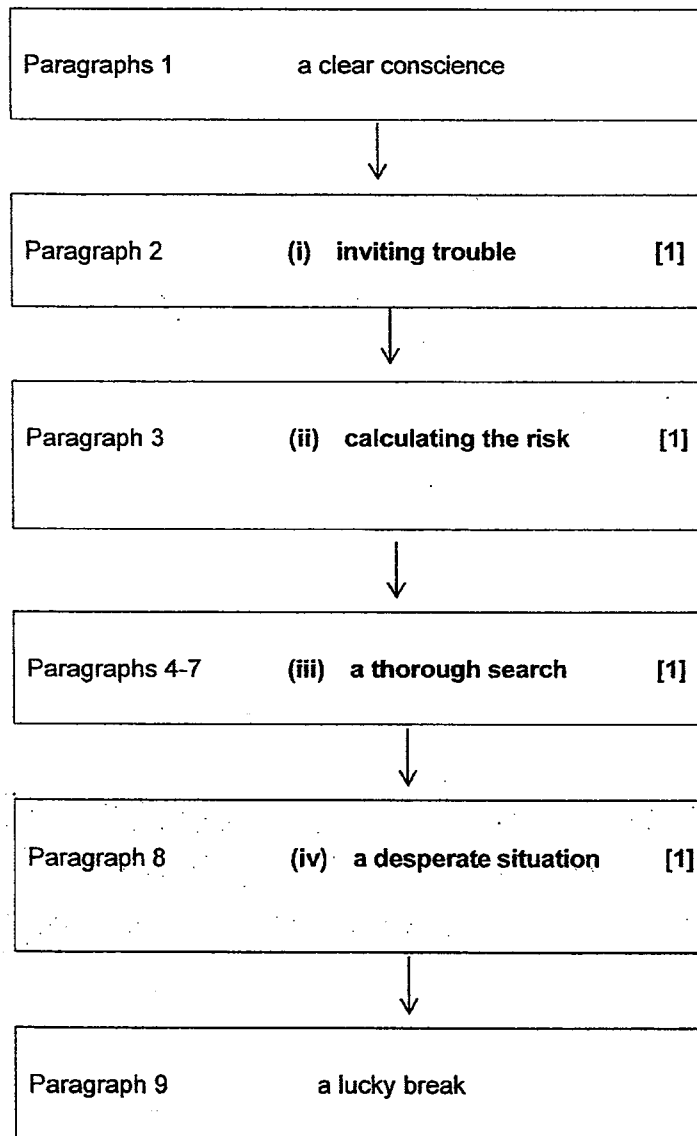 Paragraphs 1 a clear conscience
Paragraph 2 (i) inviting trouble [1]
Paragraph 3 (ii) calculating the risk [1]
Paragraphs 4-7 (iii) a thorough search [1]
Paragraph 8 (iv) a desperate situation [1]
Paragraph 9 a lucky break